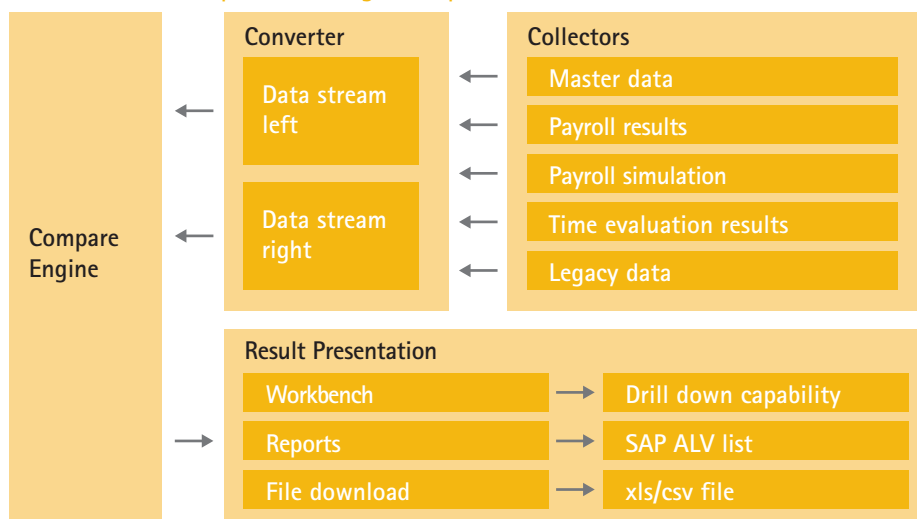 Converter
Data stream
left
Data stream
right
Collectors
Master data
Payroll results
Payroll simulation
Time evaluation results
Legacy data
Compare
Engine
Result Presentation
Workbench
Drill down capability
Reports
SAP ALV list
File download
xls/csv file